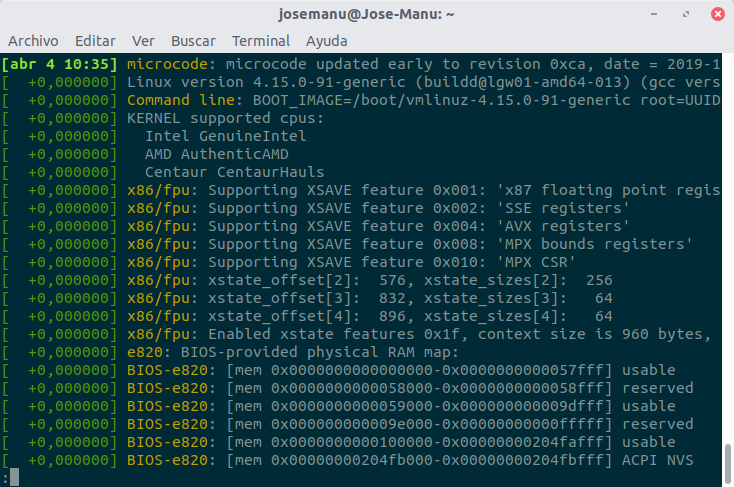 josemanu@Jose-Manu: ~
Archivo Editar Ver Buscar Terminal Ayuda
[abr 4 10:35] microcode: microcode updated early to revision 0xca, date = 2019-1
[  +0,000000] Linux version 4.15.0-91-generic (buildd@lgw01-amd64-013) (gcc vers
[  +0,000000] Command line: BOOT_IMAGE=/boot/vmlinuz-4.15.0-91-generic root=UUID
[  +0,000000] KERNEL supported cpus:
[  +0,000000]   Intel GenuineIntel
[  +0,000000]   AMD AuthenticAMD
[  +0,000000]   Centaur CentaurHauls
[  +0,000000] x86/fpu: Supporting XSAVE feature 0x001: 'x87 floating point regis
[  +0,000000] x86/fpu: Supporting XSAVE feature 0x002: 'SSE registers'
[  +0,000000] x86/fpu: Supporting XSAVE feature 0x004: 'AVX registers'
[  +0,000000] x86/fpu: Supporting XSAVE feature 0x008: 'MPX bounds registers'
[  +0,000000] x86/fpu: Supporting XSAVE feature 0x010: 'MPX CSR'
[  +0,000000] x86/fpu: xstate_offset[2]:  576, xstate_sizes[2]:  256
[  +0,000000] x86/fpu: xstate_offset[3]:  832, xstate_sizes[3]:   64
[  +0,000000] x86/fpu: xstate_offset[4]:  896, xstate_sizes[4]:   64
[  +0,000000] x86/fpu: Enabled xstate features 0x1f, context size is 960 bytes,
[  +0,000000] e820: BIOS-provided physical RAM map:
[  +0,000000] BIOS-e820: [mem 0x0000000000000000-0x0000000000057fff] usable
[  +0,000000] BIOS-e820: [mem 0x0000000000058000-0x0000000000058fff] reserved
[  +0,000000] BIOS-e820: [mem 0x0000000000059000-0x000000000009dfff] usable
[  +0,000000] BIOS-e820: [mem 0x000000000009e000-0x00000000000fffff] reserved
[  +0,000000] BIOS-e820: [mem 0x0000000000100000-0x00000000204fafff] usable
[  +0,000000] BIOS-e820: [mem 0x00000000204fb000-0x00000000204fbfff] ACPI NVS
: